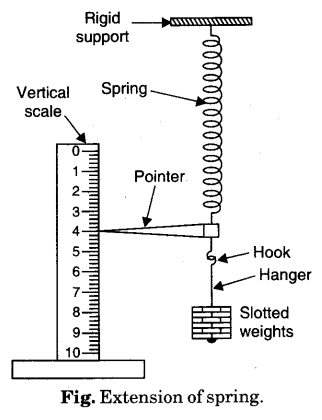 Rigid
support
Spring
Vertical
scale
0
1
2
3
4
5
6
7
8
9
10
Pointer
Hook
Hanger
Slotted
weights
Fig. Extension of spring.